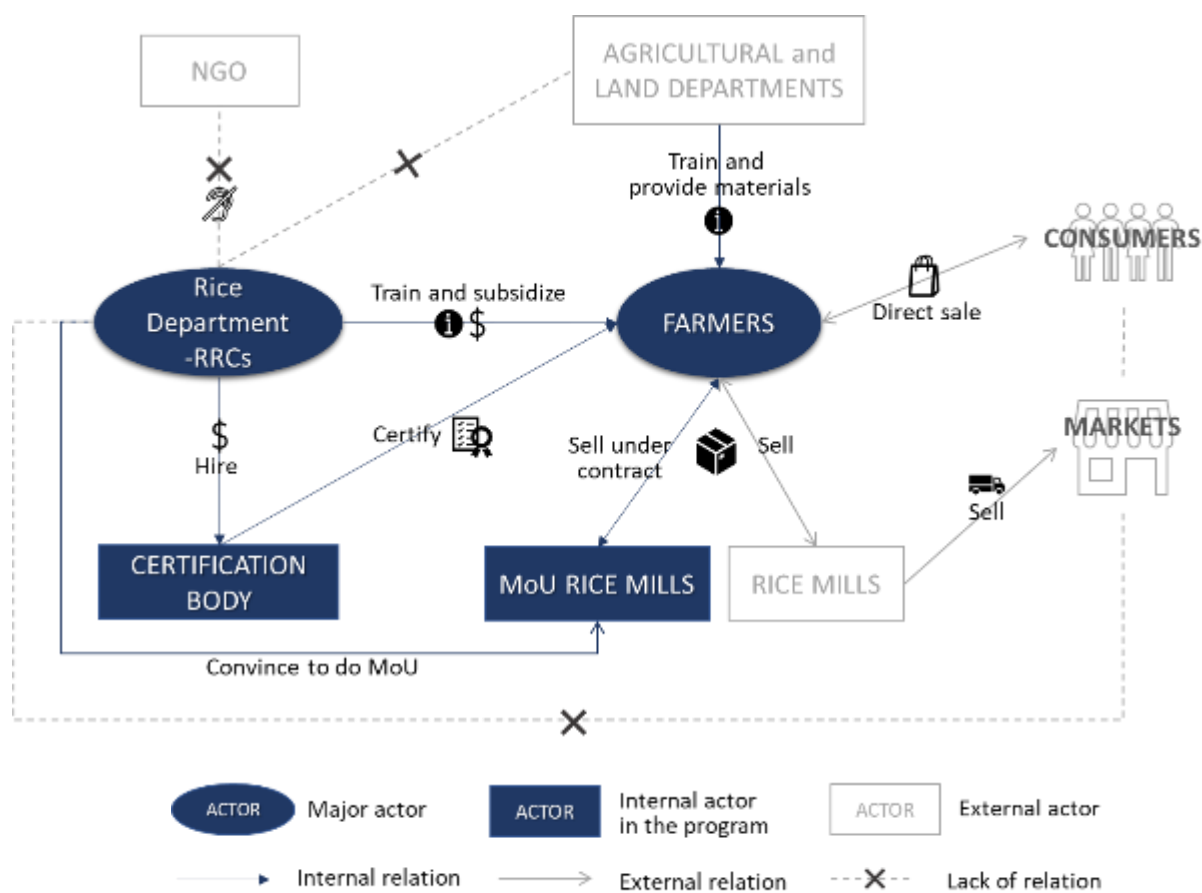 NGO
AGRICULTURAL and
LAND DEPARTMENTS
Train and
provide materials
i
CONSUMERS
Rice
Department
-RRCs
Train and subsidize
i $
FARMERS
Direct sale
MARKETS
$
Hire
Certify
Sell under
contract
Sell
Sell
CERTIFICATION
BODY
MoU RICE MILLS
RICE MILLS
Convince to do MoU
ACTOR
Major actor
ACTOR
Internal actor
in the program
ACTOR
External actor
Internal relation
External relation
Lack of relation